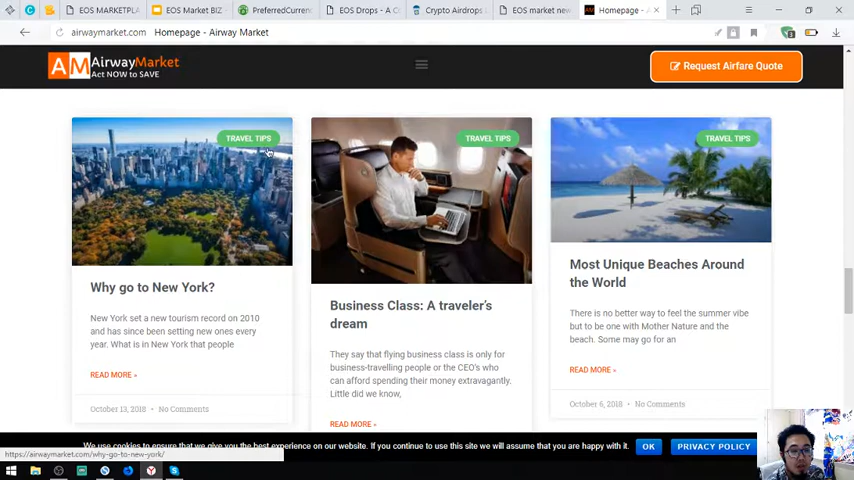 EOS MARKETPLA
EOS Market BIZ
PreferredCurren
EOS Drops - A C
Crypto Airdrops
EOS market new
Homepage -
airwaymarket.com Homepage - Airway Market
AM AirwayMarket
Act NOW to SAVE
Request Airfare Quote
TRAVEL TIPS
TRAVEL TIPS
TRAVEL TIPS
Why go to New York?
New York set a new tourism record on 2010
and has since been setting new ones every
year. What is in New York that people
READ MORE »
October 13, 2018 • No Comments
Business Class: A traveler's
dream
They say that flying business class is only for
business-travelling people or the CEO's who
can afford spending their money extravagantly.
Little did we know,
READ MORE »
Most Unique Beaches Around
the World
There is no better way to feel the summer vibe
but to be one with Mother Nature and the
beach. Some may go for an
READ MORE »
October 6, 2018 • No Comments
We use cookies to ensure that we give you the best experience on our website. If you continue to use this site we will assume that you are happy with it.
OK
PRIVACY POLICY
https://airwaymarket.com/why-go-to-new-york/